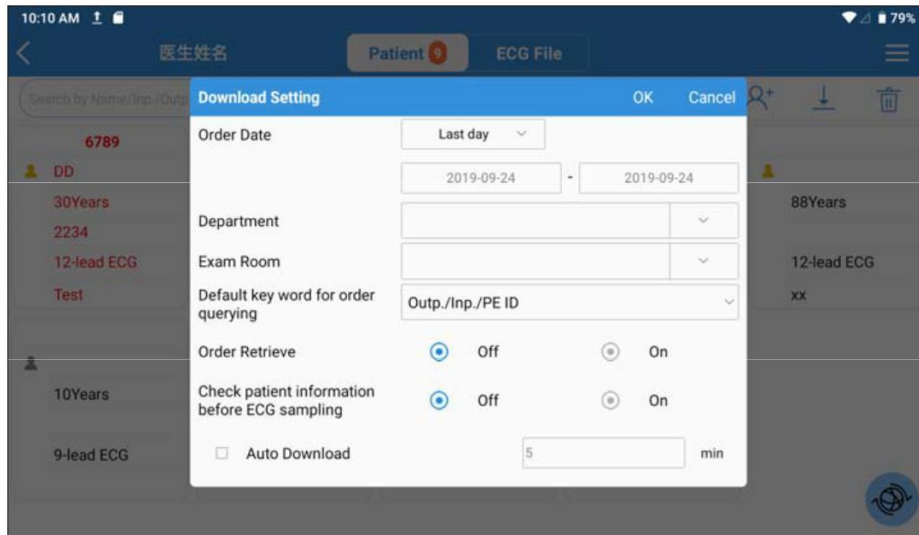 10:10 AM 79%
医生姓名 Patient 9 ECG File
Search by Name/Inp./Outp
Download Setting OK Cancel
Order Date Last day
2019-09-24 - 2019-09-24
Department
Exam Room
Default key word for order
querying
Outp./Inp./PE ID
Order Retrieve Off On
Check patient information
before ECG sampling
Off On
Auto Download 5 min
6789
DD
30Years
2234
12-lead ECG
Test
88Years
12-lead ECG
xx
10Years
9-lead ECG